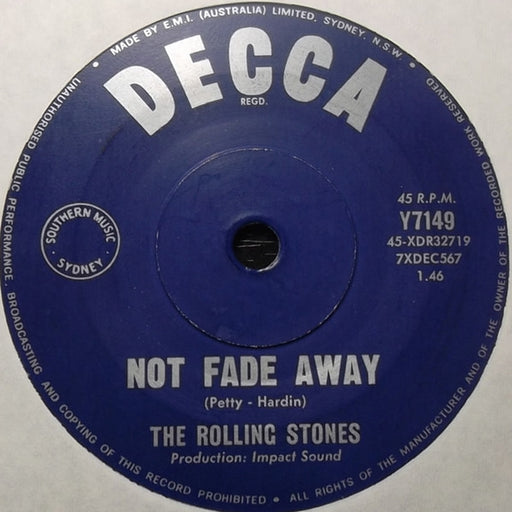 • MADE BY E.M.I. (AUSTRALIA) LIMITED, SYDNEY, N.S.W. •
DECCA
REGD.
45 R.P.M.
Y7149
45-XDR32719
7XDEC567
1.46
SOUTHERN MUSIC
• SYDNEY •
NOT FADE AWAY
(Petty - Hardin)
THE ROLLING STONES
Production: Impact Sound
UNAUTHORISED PUBLIC PERFORMANCE, BROADCASTING AND COPYING OF THIS RECORD PROHIBITED • ALL RIGHTS OF THE MANUFACTURER AND OF THE OWNER OF THE RECORDED WORK RESERVED